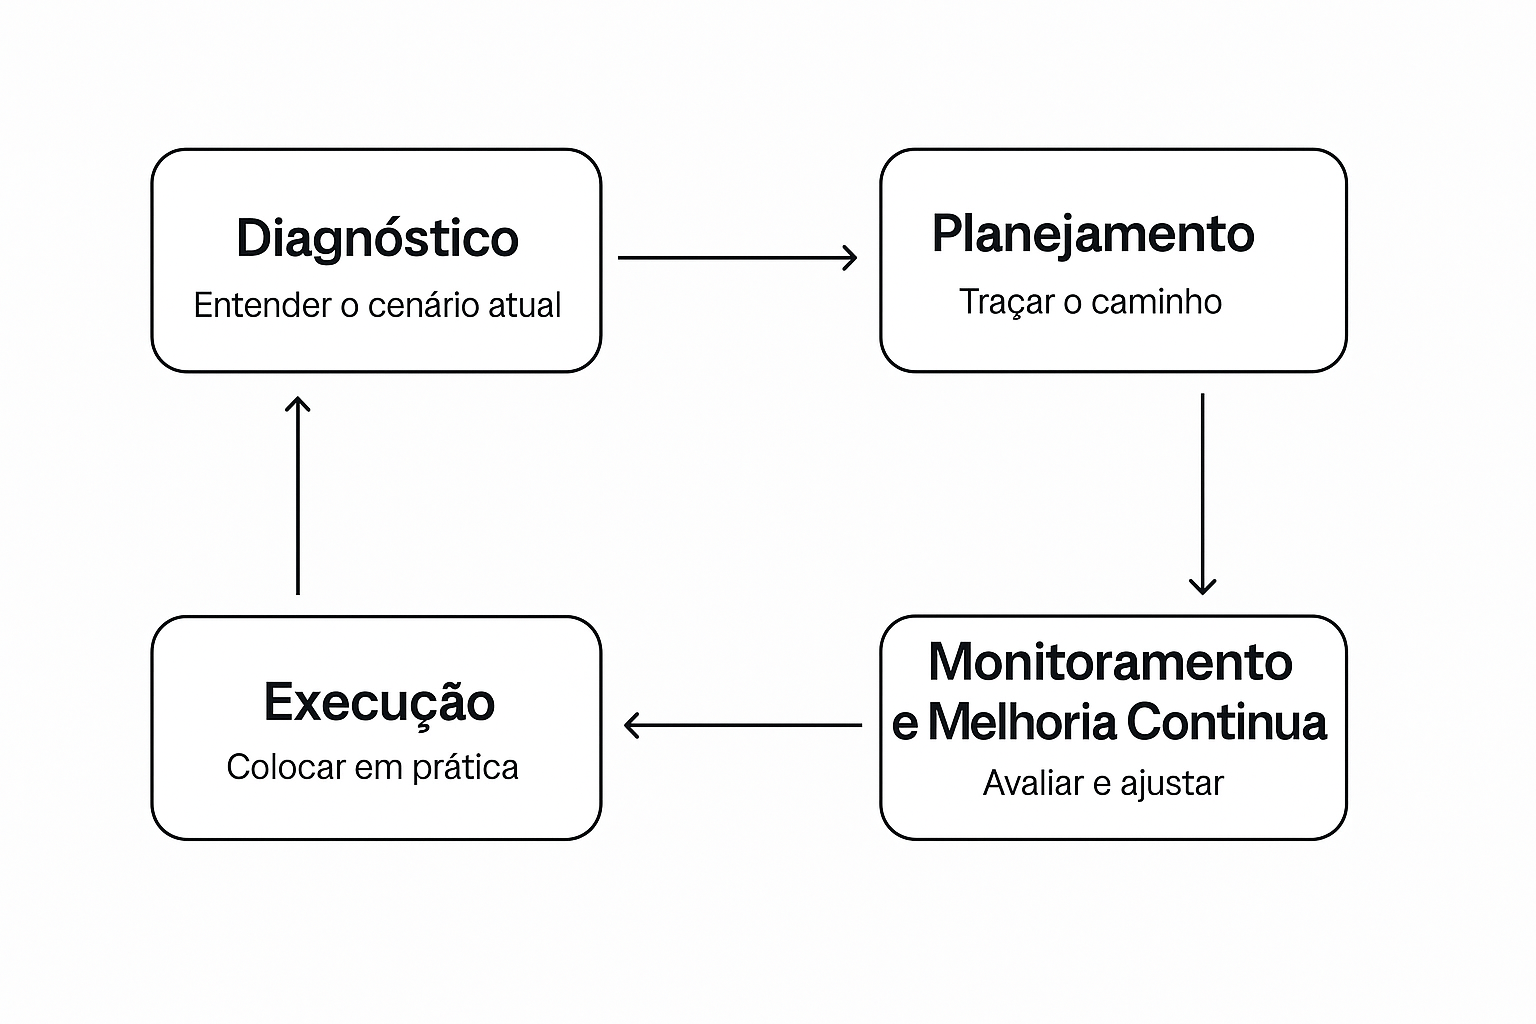 Diagnóstico
Entender o cenário atual
Planejamento
Traçar o caminho
Monitoramento
e Melhoria Continua
Avaliar e ajustar
Execução
Colocar em prática